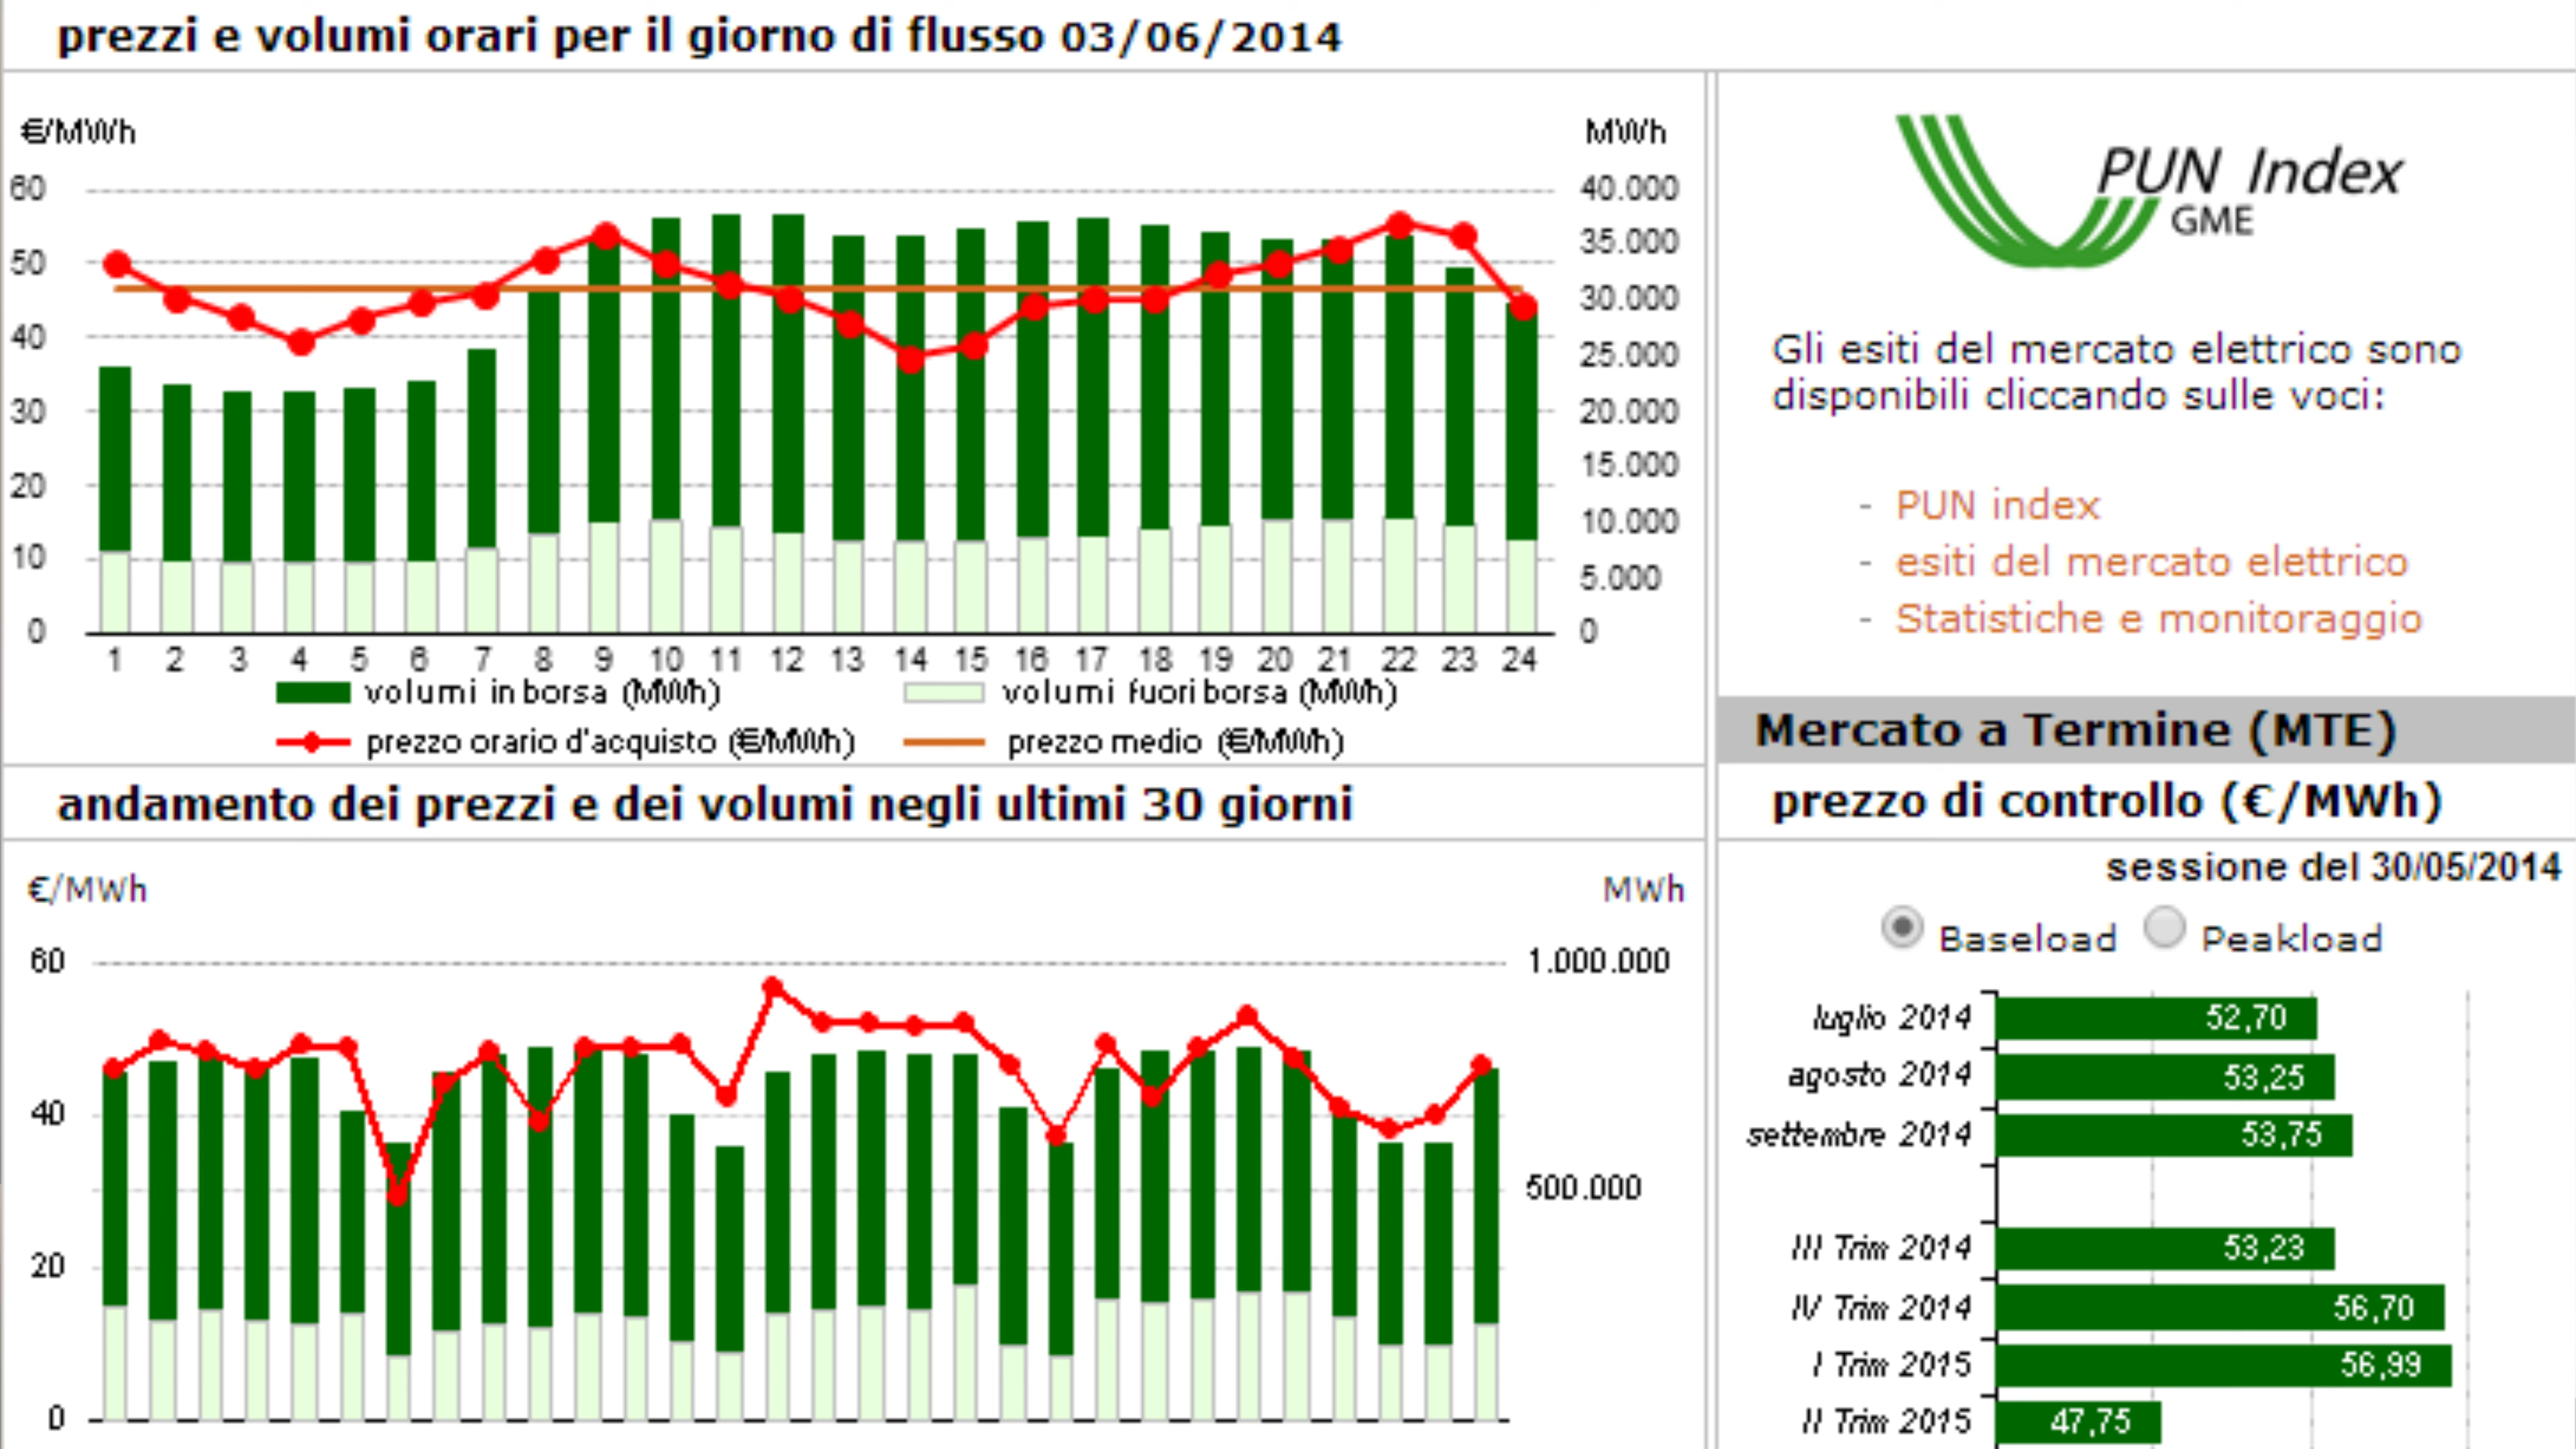 prezzi e volumi orari per il giorno di flusso 03/06/2014
€/MWh
MWh
60
50
40
30
20
10
0
40.000
35.000
30.000
25.000
20.000
15.000
10.000
5.000
0
1 2 3 4 5 6 7 8 9 10 11 12 13 14 15 16 17 18 19 20 21 22 23 24
volumi in borsa (MWh) volumi fuori borsa (MWh)
prezzo orario d'acquisto (€/MWh) prezzo medio (€/MWh)
PUN Index
GME
Gli esiti del mercato elettrico sono
disponibili cliccando sulle voci:
- PUN index
- esiti del mercato elettrico
- Statistiche e monitoraggio
andamento dei prezzi e dei volumi negli ultimi 30 giorni
€/MWh
MWh
60
40
20
0
1.000.000
500.000
Mercato a Termine (MTE)
prezzo di controllo (€/MWh)
sessione del 30/05/2014
Baseload Peakload
luglio 2014 52,70
agosto 2014 53,25
settembre 2014 53,75
III Trim 2014 53,23
IV Trim 2014 56,70
I Trim 2015 56,99
II Trim 2015 47,75